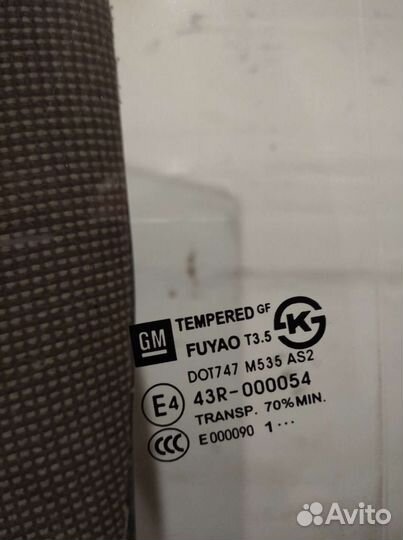 GM TEMPERED GF
FUYAO T3.5
DOT747 M535 AS2
E4 43R-000054
TRANSP. 70% MIN.
CCC E000090 1...
K S
Avito